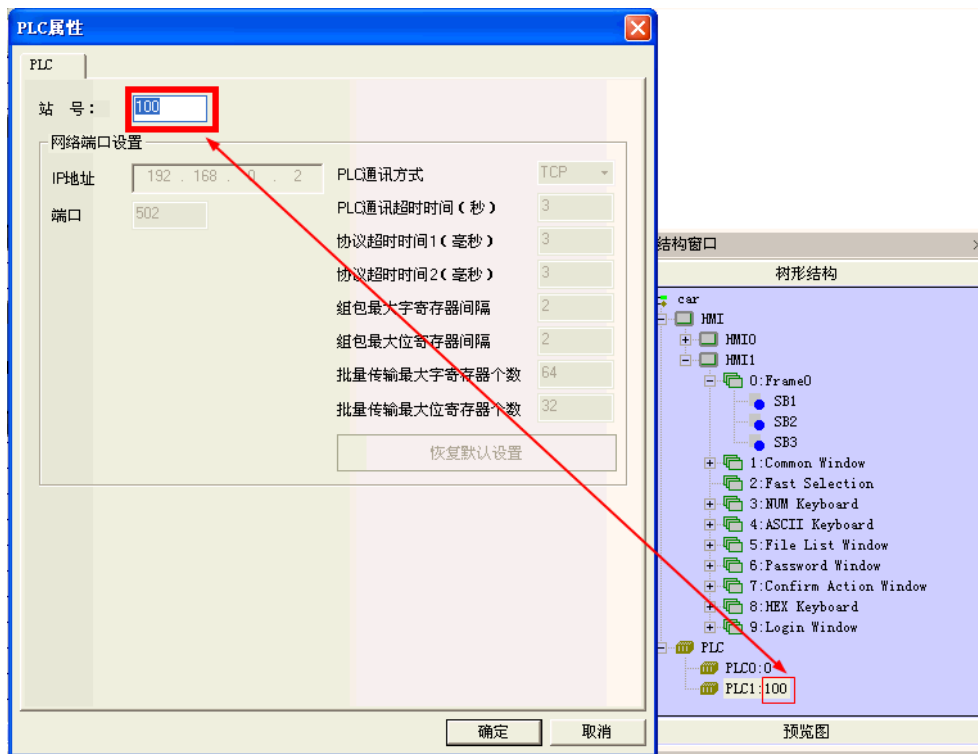 PLC属性
PLC
站 号： 100
网络端口设置
IP地址 192 . 168 . 0 . 2
端口 502
PLC通讯方式 TCP
PLC通讯超时时间（秒） 3
协议超时时间1（毫秒） 3
协议超时时间2（毫秒） 3
组包最大字寄存器间隔 2
组包最大位寄存器间隔 2
批量传输最大字寄存器个数 64
批量传输最大位寄存器个数 32
恢复默认设置
确定 取消
结构窗口
树形结构
car
HMI
HMI0
HMI1
0:Frame0
SB1
SB2
SB3
1:Common Window
2:Fast Selection
3:NUM Keyboard
4:ASCII Keyboard
5:File List Window
6:Password Window
7:Confirm Action Window
8:HEX Keyboard
9:Login Window
PLC
PLC0:0
PLC1:100
预览图